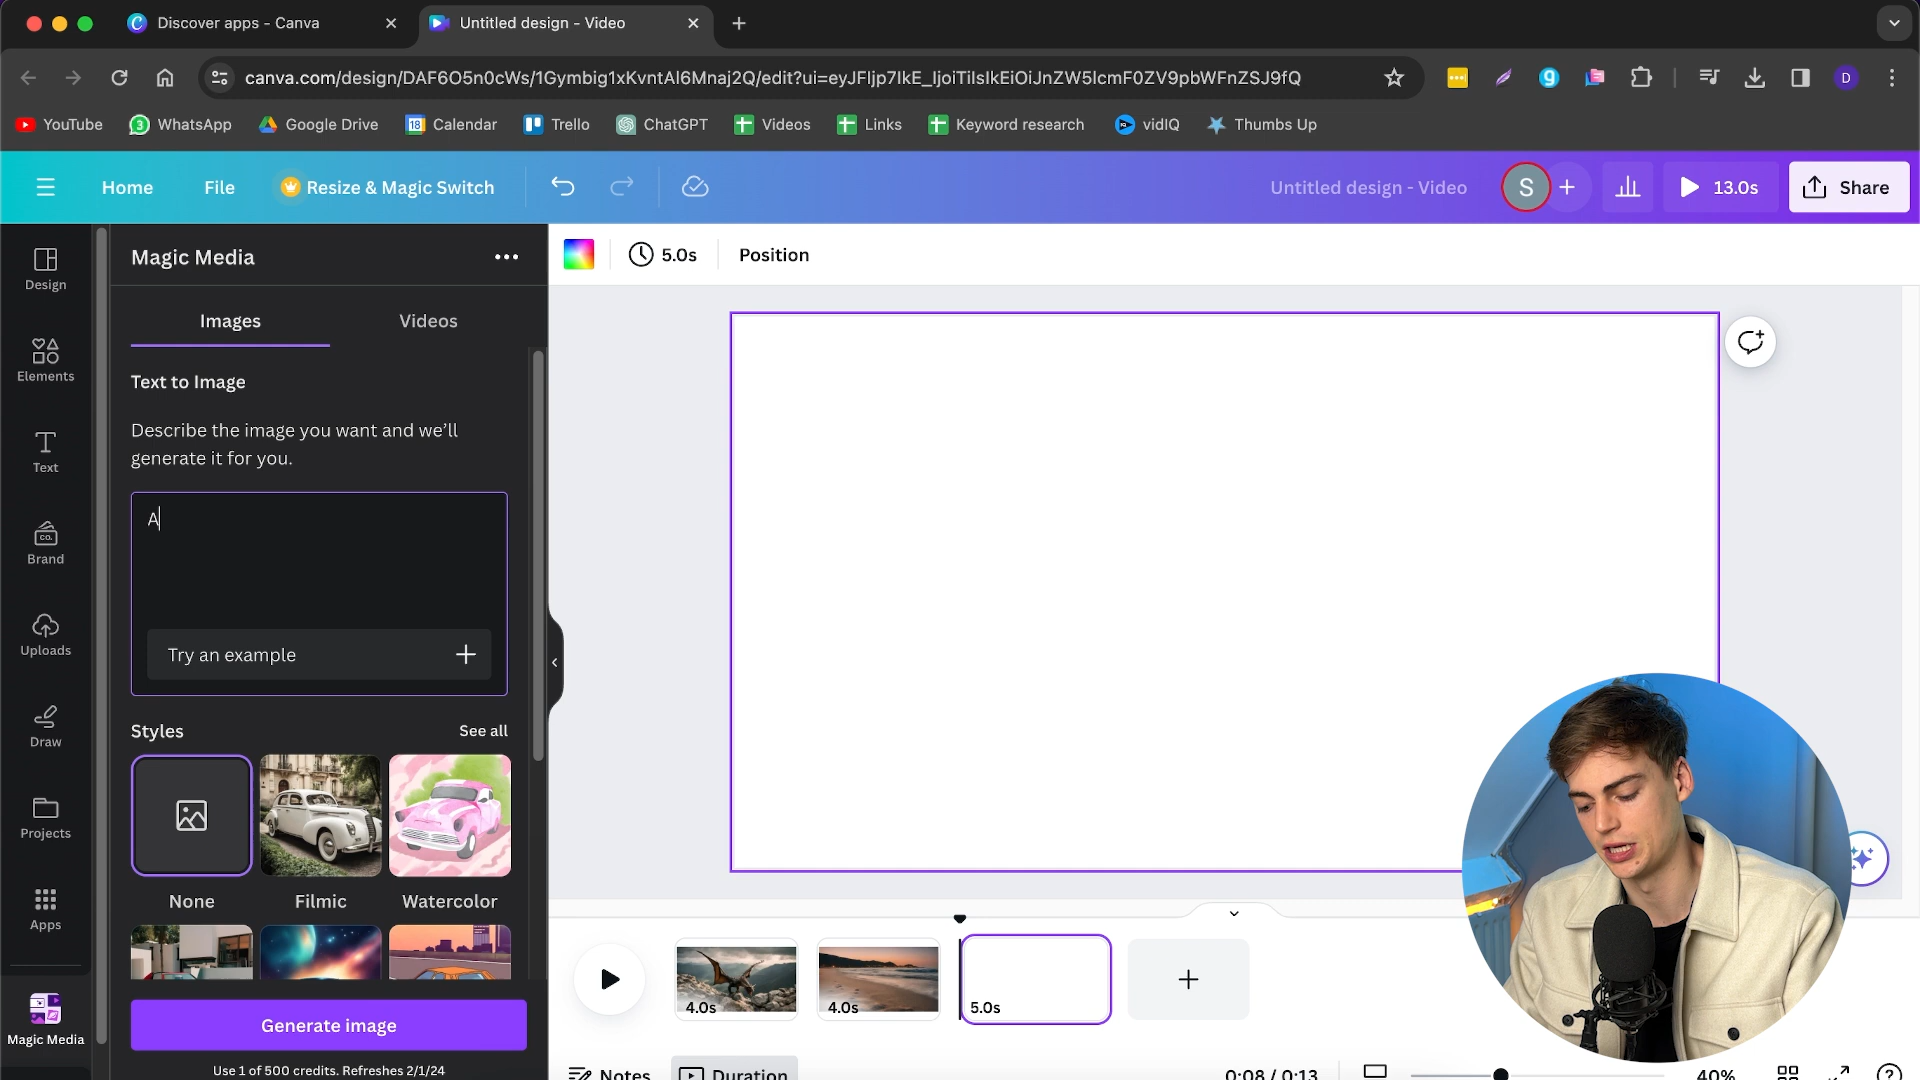 Discover apps - Canva
Untitled design - Video
canva.com/design/DAF6O5n0cWs/1Gymbig1xKvntAl6Mnaj2Q/edit?ui=eyJFIjp7IkE_IjoiTiIsIkEiOiJnZW5lcmF0ZV9pbWFnZSJ9fQ
D
YouTube
WhatsApp
Google Drive
Calendar
Trello
ChatGPT
Videos
Links
Keyword research
vidIQ
Thumbs Up
Home
File
Resize & Magic Switch
Untitled design - Video
S
13.0s
Share
Design
Elements
Text
Brand
Uploads
Draw
Projects
Apps
Magic Media
Magic Media
Images
Videos
Text to Image
Describe the image you want and we'll
generate it for you.
A
Try an example
Styles
See all
None
Filmic
Watercolor
Generate image
Use 1 of 500 credits. Refreshes 2/1/24
5.0s
Position
4.0s
4.0s
5.0s
Notes
Duration
0:08 / 0:13
40%